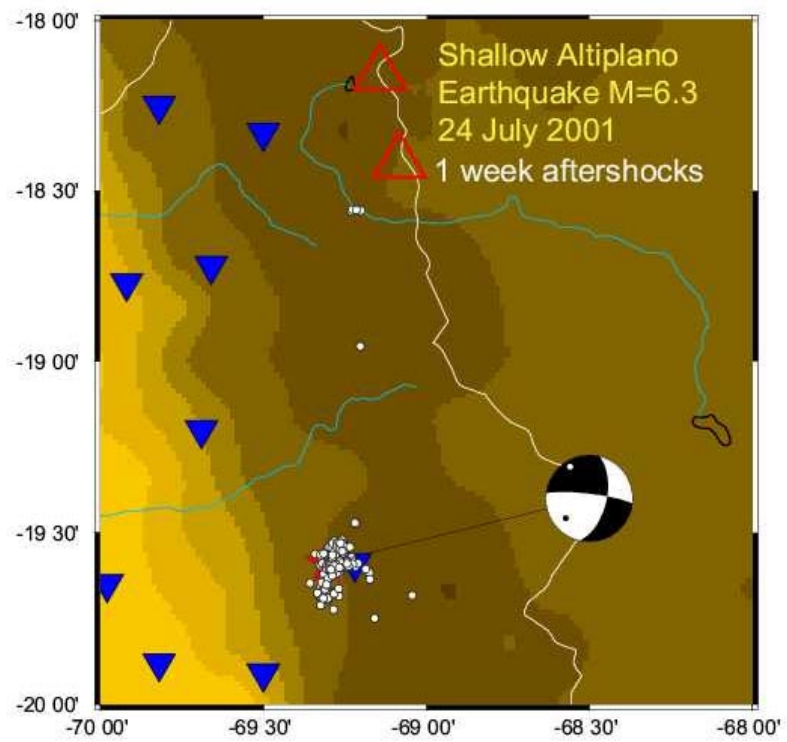 -18 00'
Shallow Altiplano
Earthquake M=6.3
24 July 2001
1 week aftershocks
-18 30'
-19 00'
-19 30'
-20 00'
-70 00' -69 30' -69 00' -68 30' -68 00'